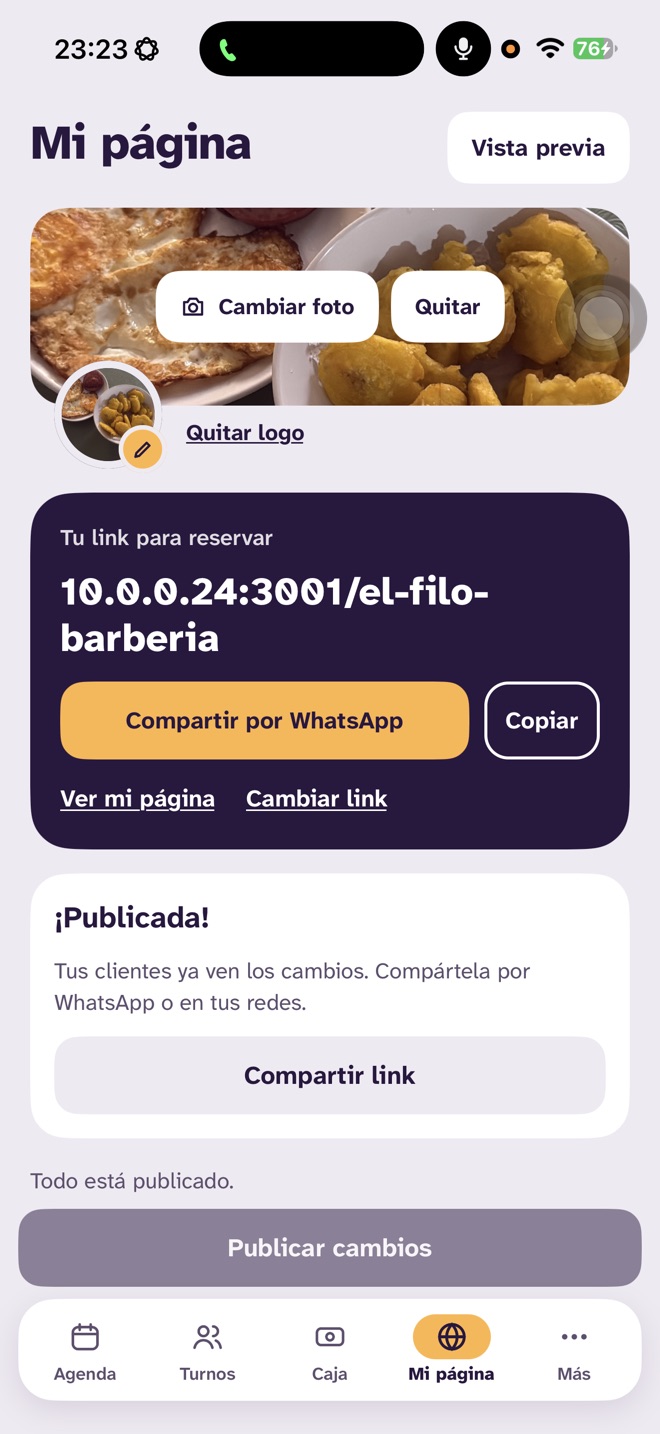 23:23
76
Mi página
Vista previa
Cambiar foto
Quitar
Quitar logo
Tu link para reservar
10.0.0.24:3001/el-filo-
barberia
Compartir por WhatsApp
Copiar
Ver mi página
Cambiar link
¡Publicada!
Tus clientes ya ven los cambios. Compártela por
WhatsApp o en tus redes.
Compartir link
Todo está publicado.
Publicar cambios
Agenda
Turnos
Caja
Mi página
Más